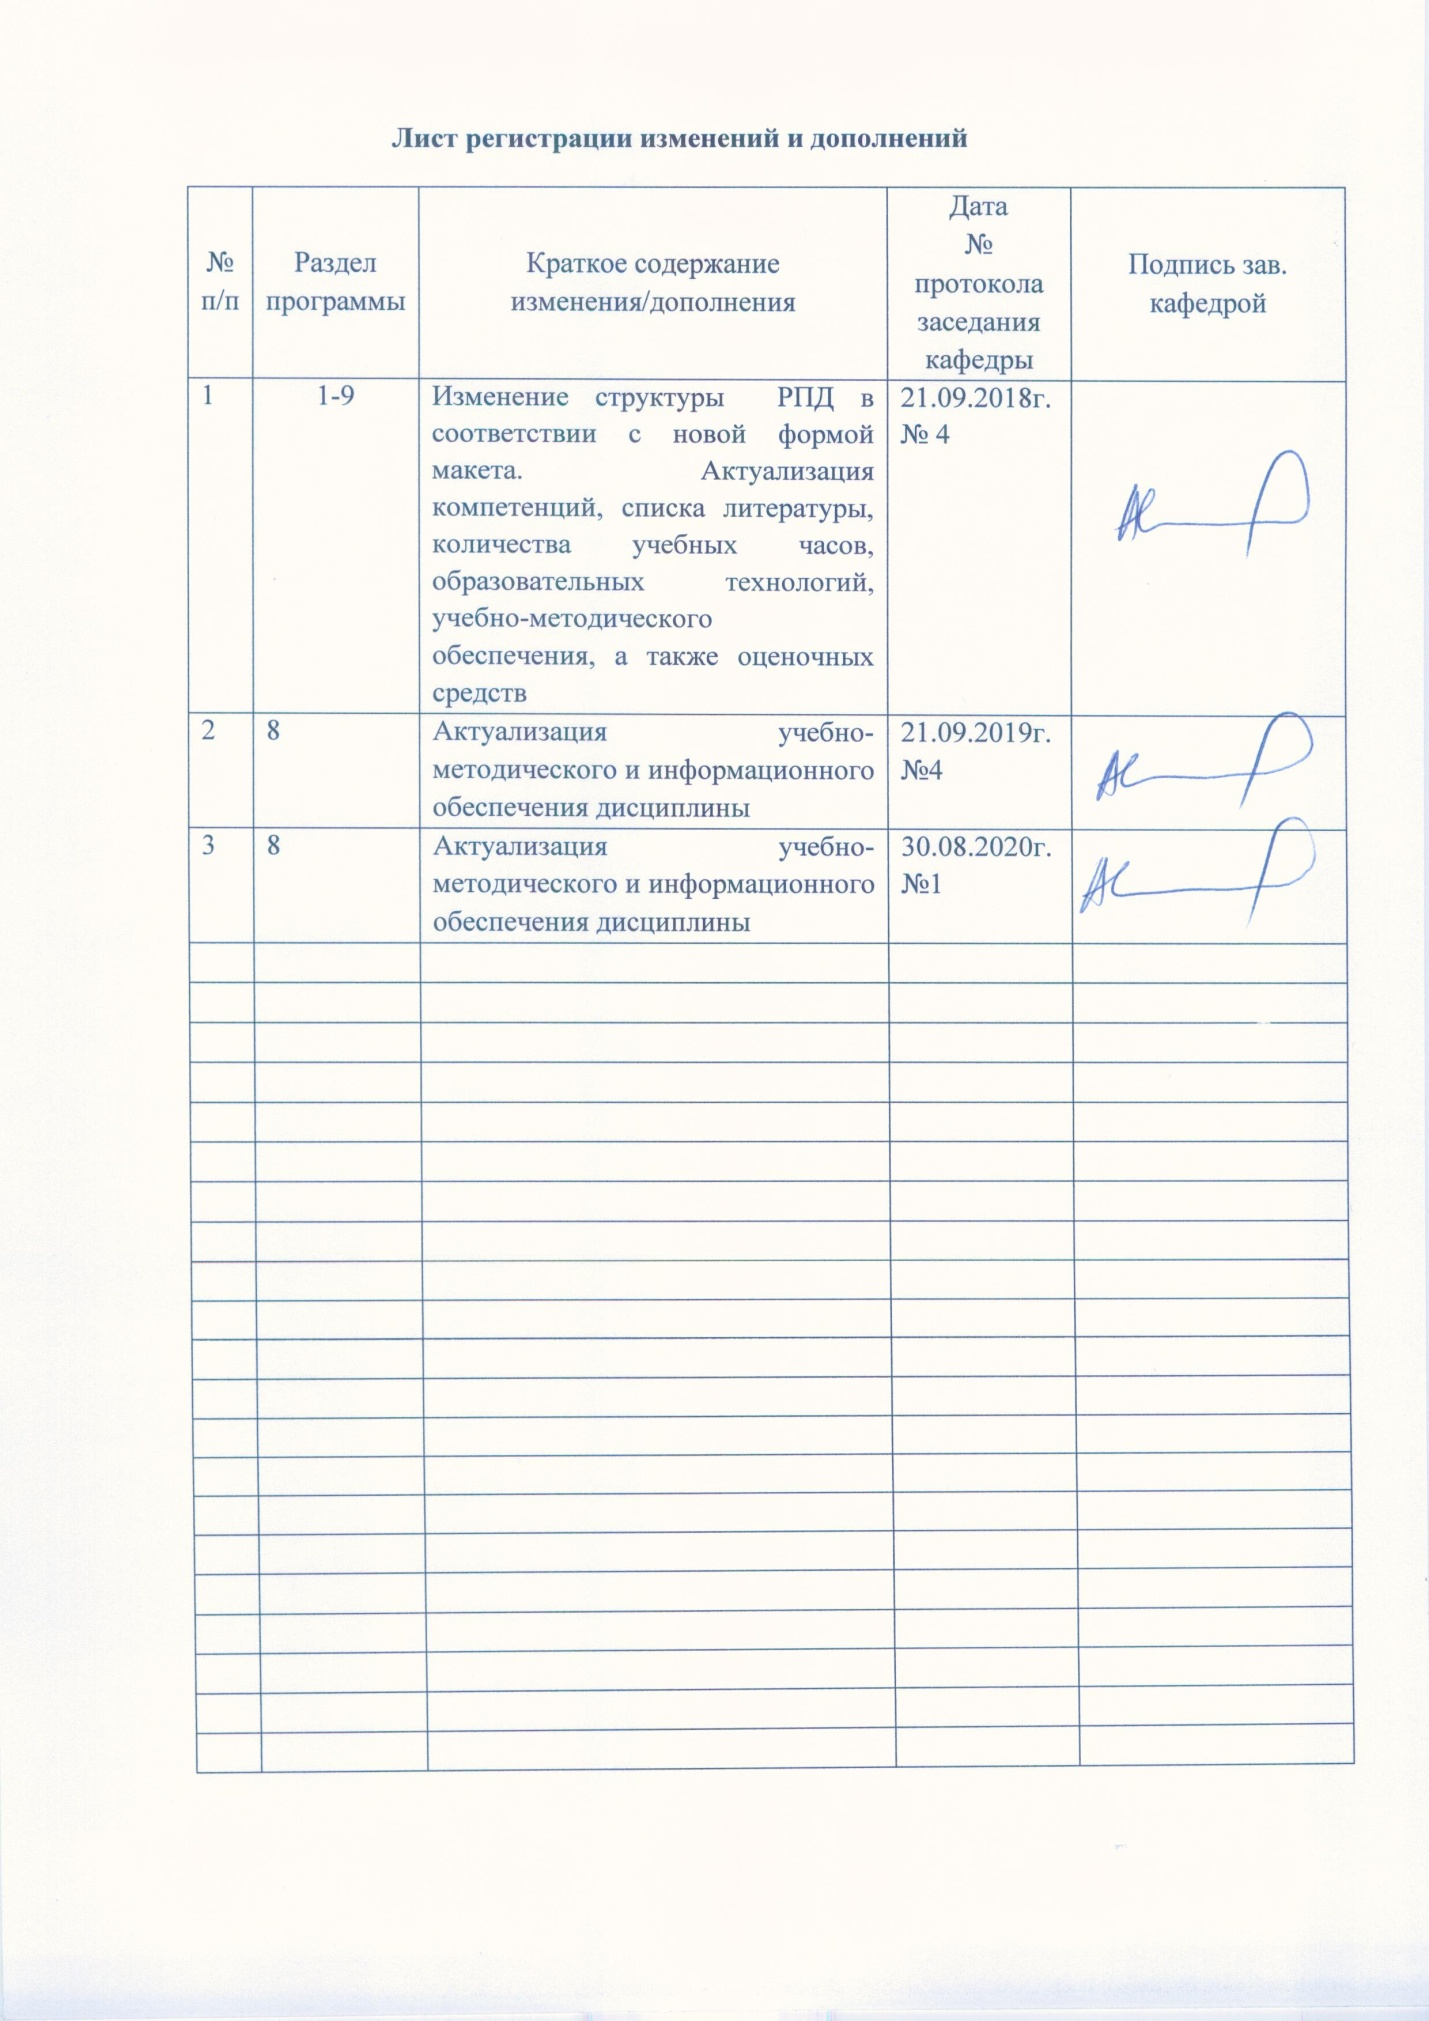 Лист регистрации изменений и дополнений
№
п/п
Раздел
программы
Краткое содержание
изменения/дополнения
Дата
№
протокола
заседания
кафедры
Подпись зав.
кафедрой
1
1-9
Изменение структуры РПД в
соответствии с новой формой
макета. Актуализация
компетенций, списка литературы,
количества учебных часов,
образовательных технологий,
учебно-методического
обеспечения, а также оценочных
средств
21.09.2018г.
№ 4
2
8
Актуализация учебно-
методического и информационного
обеспечения дисциплины
21.09.2019г.
№4
3
8
Актуализация учебно-
методического и информационного
обеспечения дисциплины
30.08.2020г.
№1